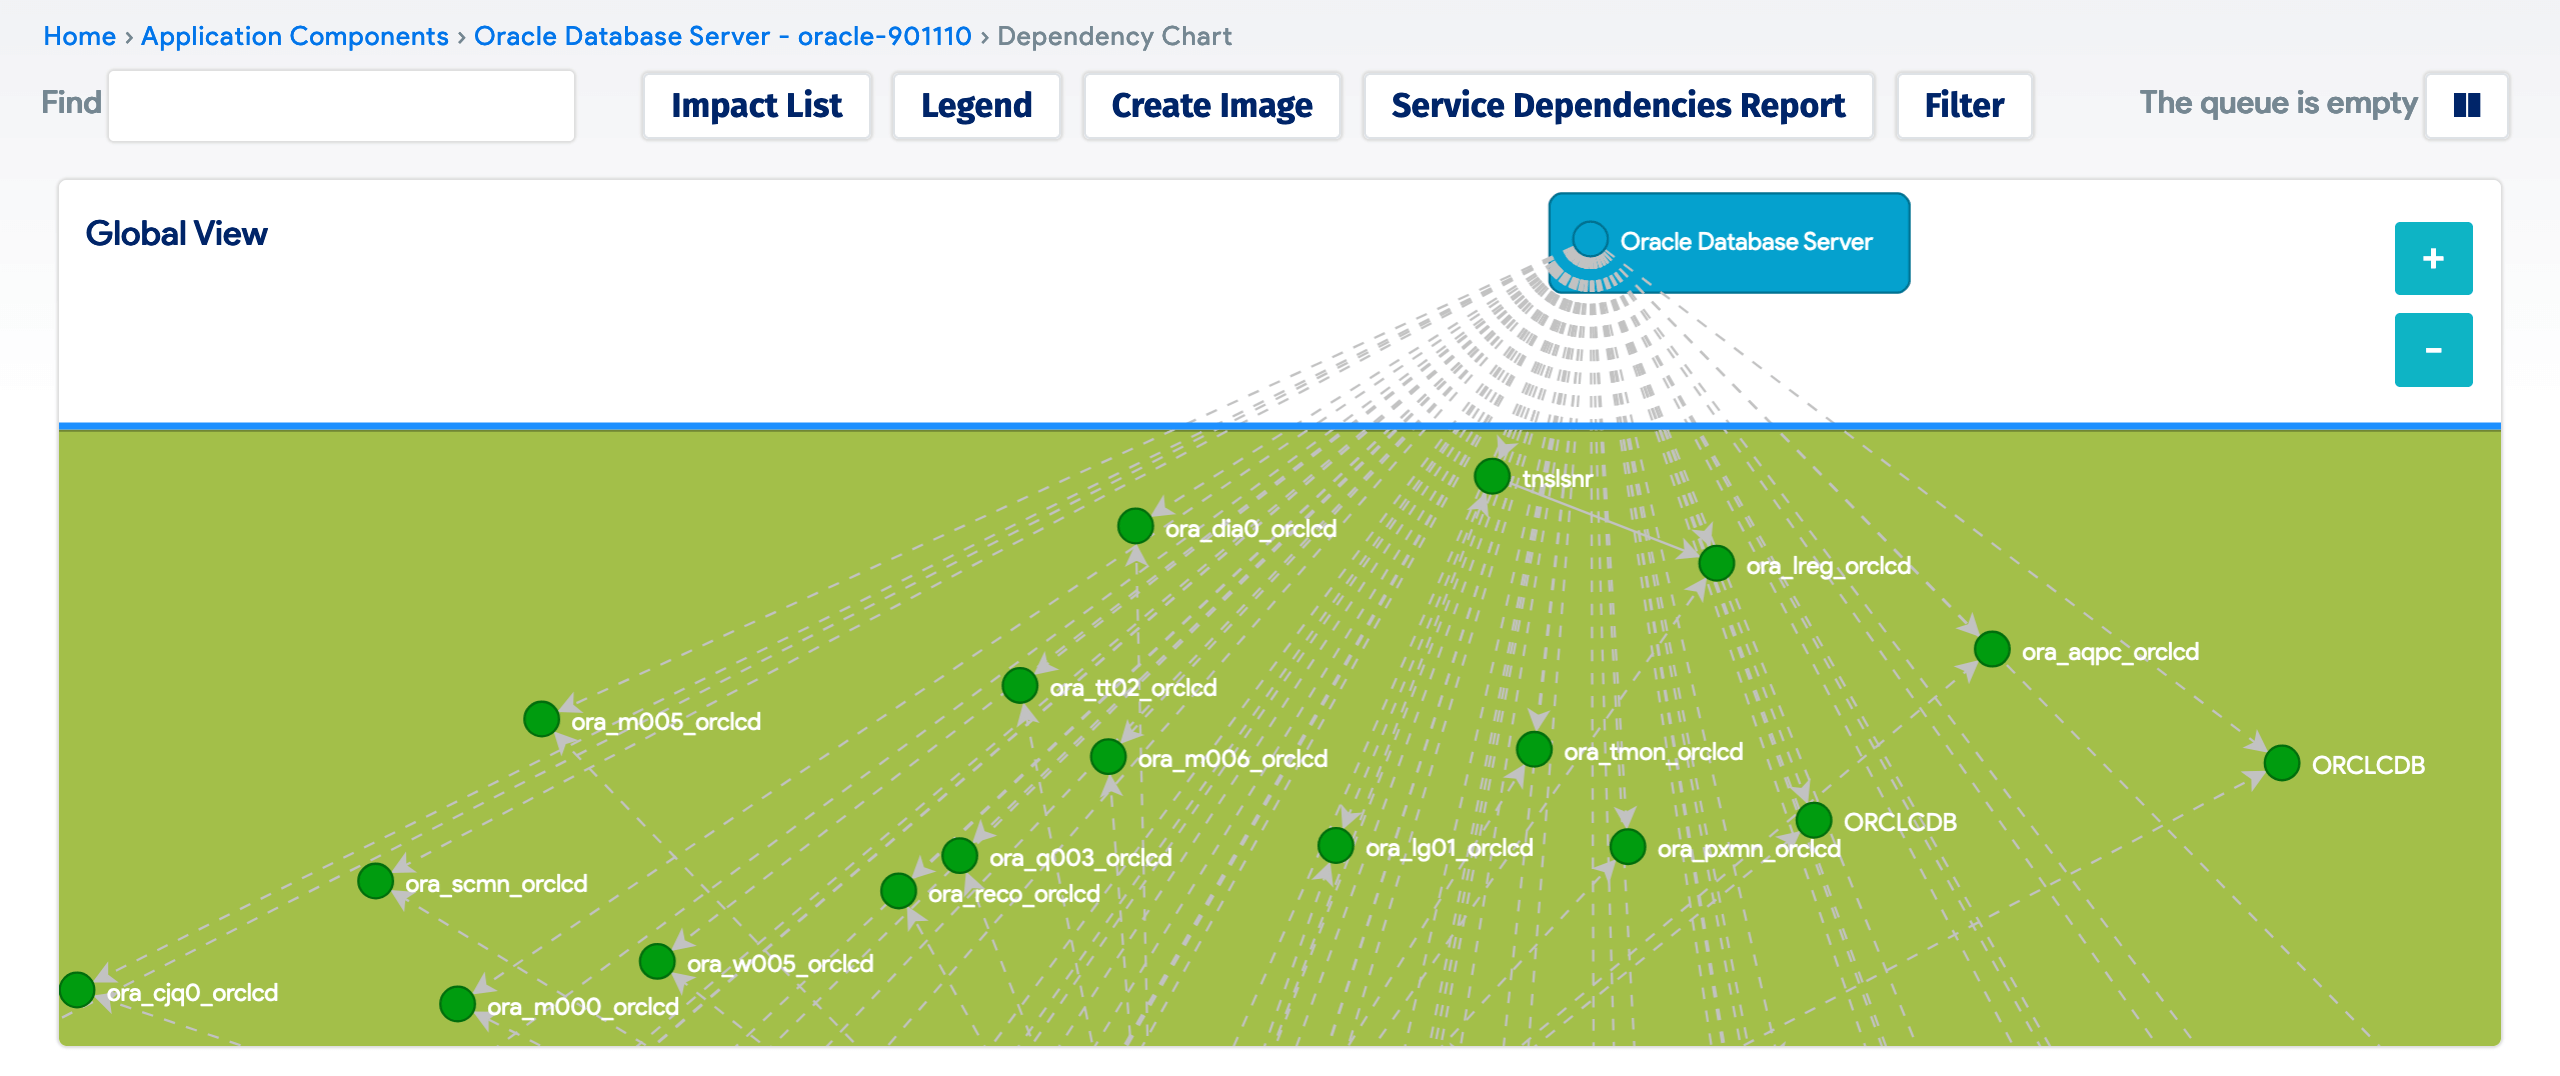 Home › Application Components › Oracle Database Server - oracle-901110 › Dependency Chart
Find
Impact List
Legend
Create Image
Service Dependencies Report
Filter
The queue is empty
Global View
Oracle Database Server
+
-
tnslsnr
ora_dia0_orclcd
ora_lreg_orclcd
ora_aqpc_orclcd
ora_tt02_orclcd
ora_m005_orclcd
ora_m006_orclcd
ora_tmon_orclcd
ORCLCDB
ORCLCDB
ora_lg01_orclcd
ora_pxmn_orclcd
ora_q003_orclcd
ora_scmn_orclcd
ora_reco_orclcd
ora_w005_orclcd
ora_cjq0_orclcd
ora_m000_orclcd